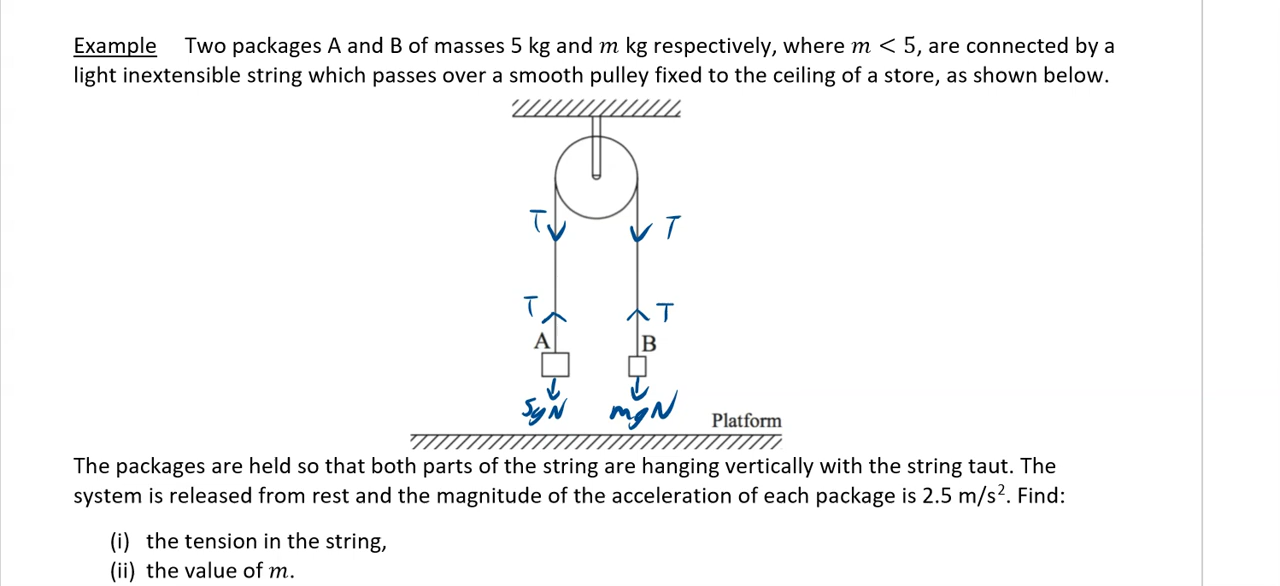 Example Two packages A and B of masses 5 kg and m kg respectively, where m < 5, are connected by a
light inextensible string which passes over a smooth pulley fixed to the ceiling of a store, as shown below.
T T
T T
A B
5gN mgN
Platform
The packages are held so that both parts of the string are hanging vertically with the string taut. The
system is released from rest and the magnitude of the acceleration of each package is 2.5 m/s². Find:
(i) the tension in the string,
(ii) the value of m.